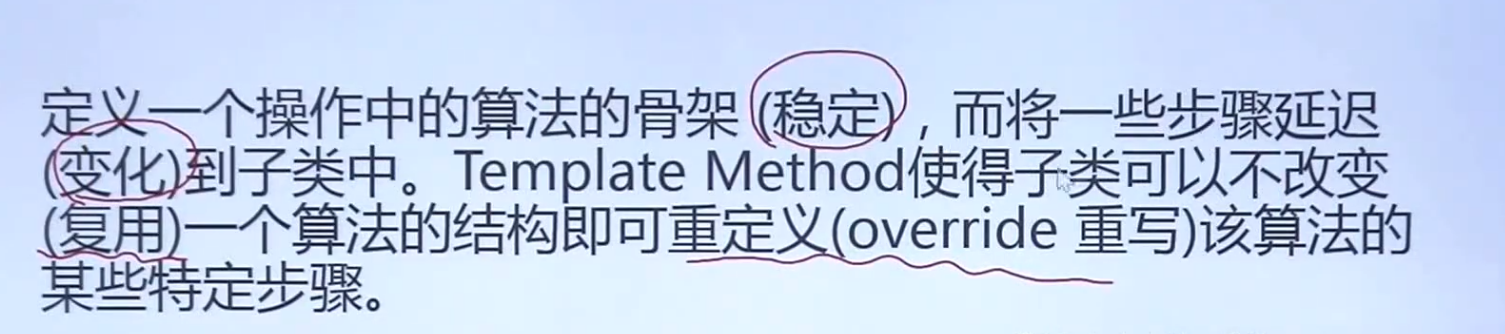 定义一个操作中的算法的骨架 (稳定) ，而将一些步骤延迟
(变化)到子类中。Template Method使得子类可以不改变
(复用)一个算法的结构即可重定义(override 重写)该算法的
某些特定步骤。